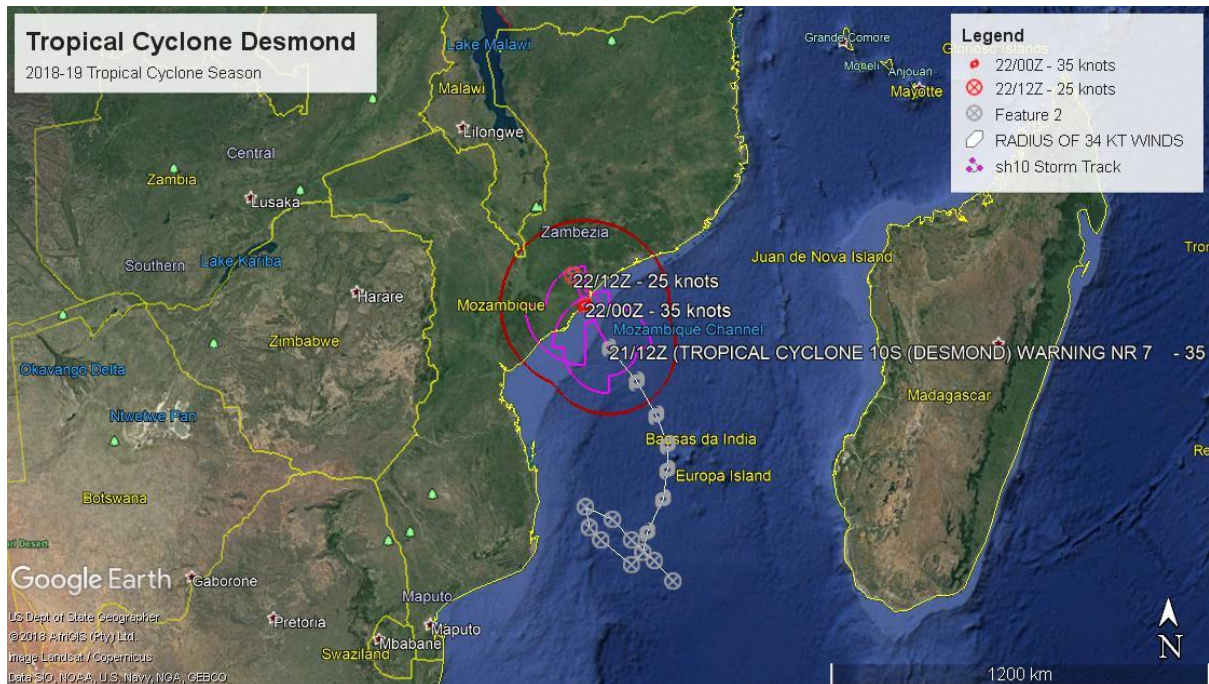 Tropical Cyclone Desmond
2018-19 Tropical Cyclone Season
Legend
22/00Z - 35 knots
22/12Z - 25 knots
Feature 2
RADIUS OF 34 KT WINDS
sh10 Storm Track
Grande Comore
Moheli
Anjouan
Mayotte
Glorioso Islands
Lake Malawi
Malawi
Lilongwe
Central
Zambia
Lusaka
Zambezia
Southern
Lake Kariba
Juan de Nova Island
22/12Z - 25 knots
Harare
Mozambique
22/00Z - 35 knots
Mozambique Channel
Zimbabwe
21/12Z (TROPICAL CYCLONE 10S (DESMOND) WARNING NR 7 - 35
Okavango Delta
Madagascar
Ntwetwe Pan
Bassas da India
Europa Island
Botswana
Google Earth
Gaborone
Maputo
US Dept of State Geographer
Pretoria
Maputo
© 2018 AfriGIS (Pty) Ltd.
Mbabane
Image Landsat / Copernicus
Swaziland
Data SIO, NOAA, U.S. Navy, NGA, GEBCO
1200 km
N